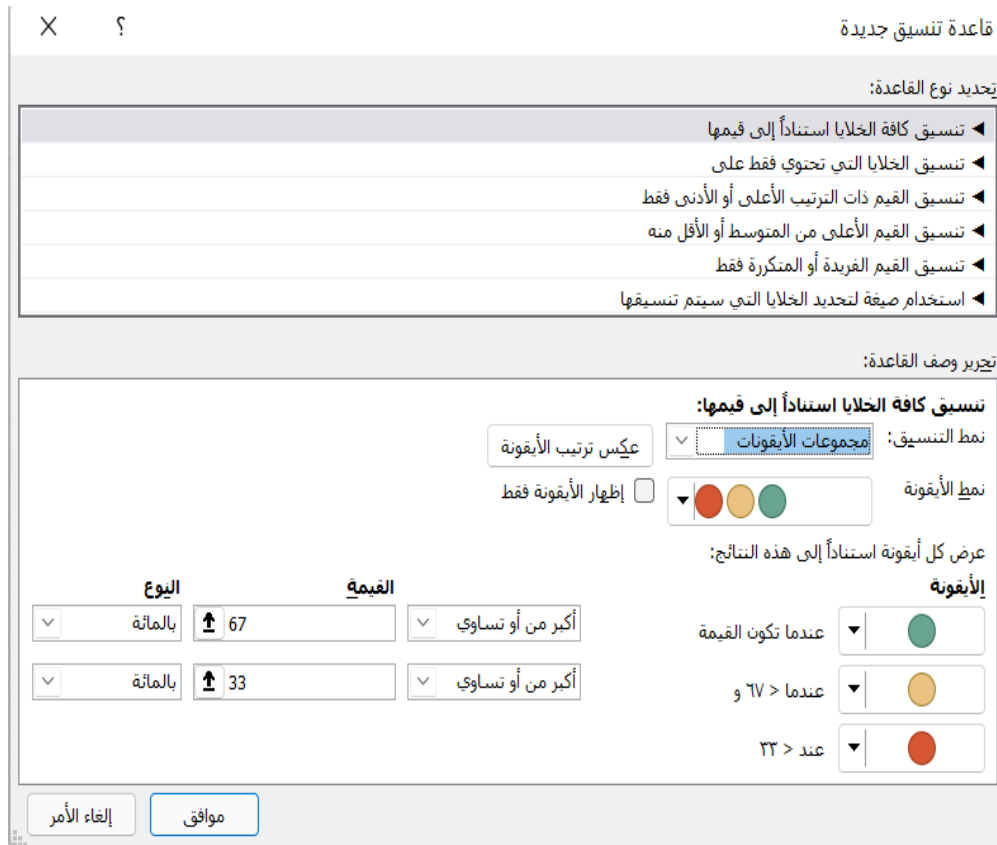 قاعدة تنسيق جديدة ؟ X
تحديد نوع القاعدة:
◄ تنسيق كافة الخلايا استناداً إلى قيمها
◄ تنسيق الخلايا التي تحتوي فقط على
◄ تنسيق القيم ذات الترتيب الأعلى أو الأدنى فقط
◄ تنسيق القيم الأعلى من المتوسط أو الأقل منه
◄ تنسيق القيم الفريدة أو المتكررة فقط
◄ استخدام صيغة لتحديد الخلايا التي سيتم تنسيقها
تحرير وصف القاعدة:
تنسيق كافة الخلايا استناداً إلى قيمها:
نمط التنسيق: مجموعات الأيقونات عكس ترتيب الأيقونة
نمط الأيقونة إظهار الأيقونة فقط
عرض كل أيقونة استناداً إلى هذه النتائج:
الأيقونة القيمة النوع
عندما تكون القيمة أكبر من أو تساوي 67 بالمائة
عندما < ٦٧ و أكبر من أو تساوي 33 بالمائة
عند < ٣٣
موافق إلغاء الأمر